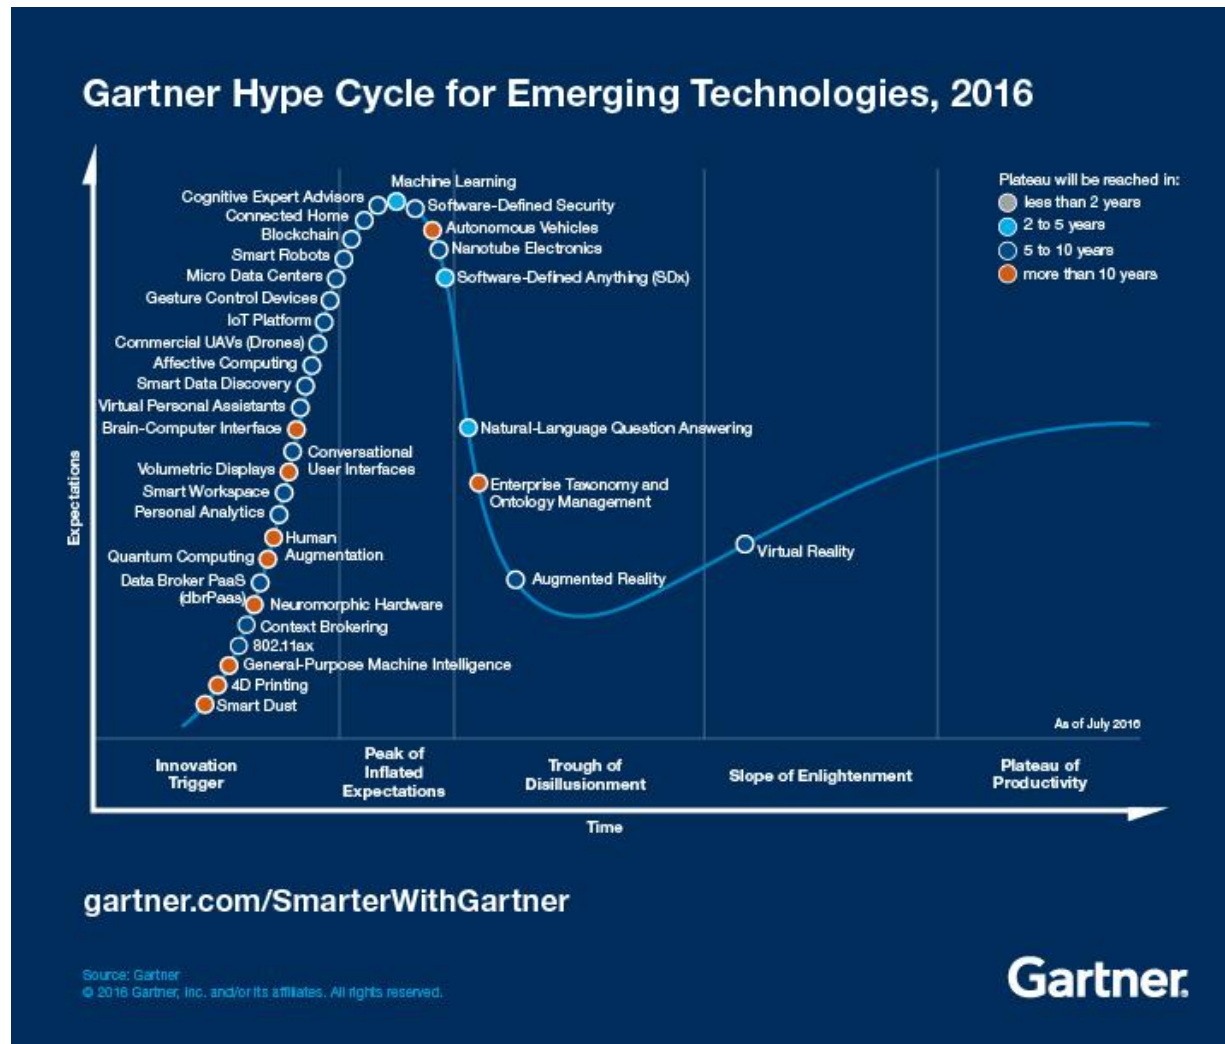 Gartner Hype Cycle for Emerging Technologies, 2016
Plateau will be reached in:
less than 2 years
2 to 5 years
5 to 10 years
more than 10 years
Machine Learning
Cognitive Expert Advisors
Software-Defined Security
Connected Home
Autonomous Vehicles
Blockchain
Nanotube Electronics
Smart Robots
Micro Data Centers
Software-Defined Anything (SDx)
Gesture Control Devices
IoT Platform
Commercial UAVs (Drones)
Affective Computing
Smart Data Discovery
Virtual Personal Assistants
Brain-Computer Interface
Natural-Language Question Answering
Conversational
User Interfaces
Volumetric Displays
Smart Workspace
Enterprise Taxonomy and
Ontology Management
Personal Analytics
Human
Augmentation
Virtual Reality
Quantum Computing
Data Broker PaaS
(dbrPaas)
Augmented Reality
Neuromorphic Hardware
Context Brokering
802.11ax
General-Purpose Machine Intelligence
4D Printing
Smart Dust
Expectations
As of July 2016
Innovation
Trigger
Peak of
Inflated
Expectations
Trough of
Disillusionment
Slope of Enlightenment
Plateau of
Productivity
Time
gartner.com/SmarterWithGartner
Source: Gartner
© 2016 Gartner, Inc. and/or its affiliates. All rights reserved.
Gartner.